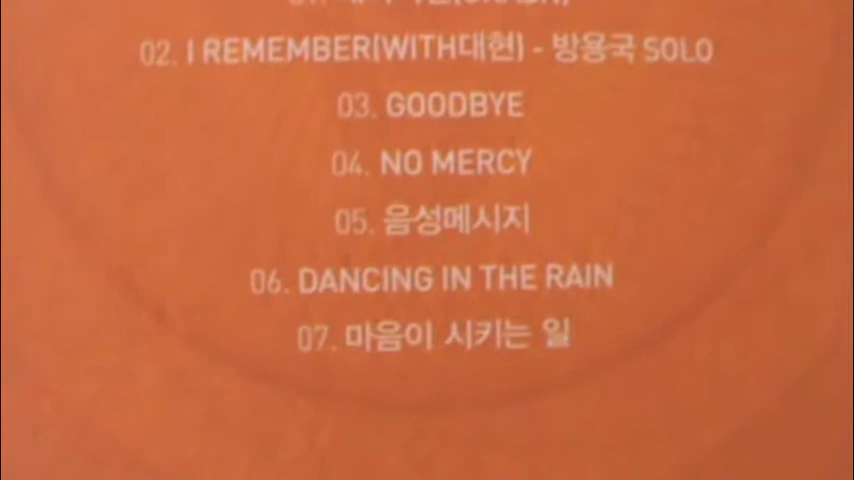 02. I REMEMBER(WITH대현) - 방용국 SOLO
03. GOODBYE
04. NO MERCY
05. 음성메시지
06. DANCING IN THE RAIN
07. 마음이 시키는 일